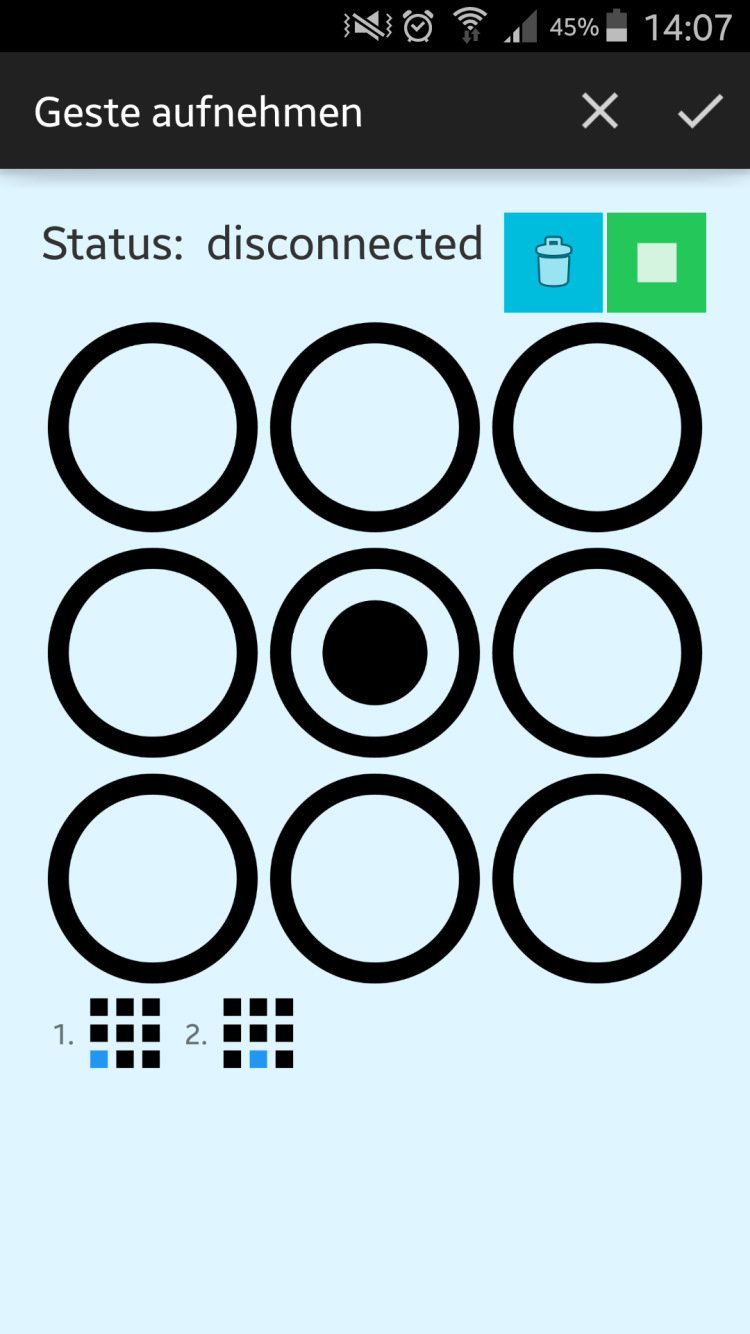 45% 14:07
Geste aufnehmen
Status: disconnected
1. 2.